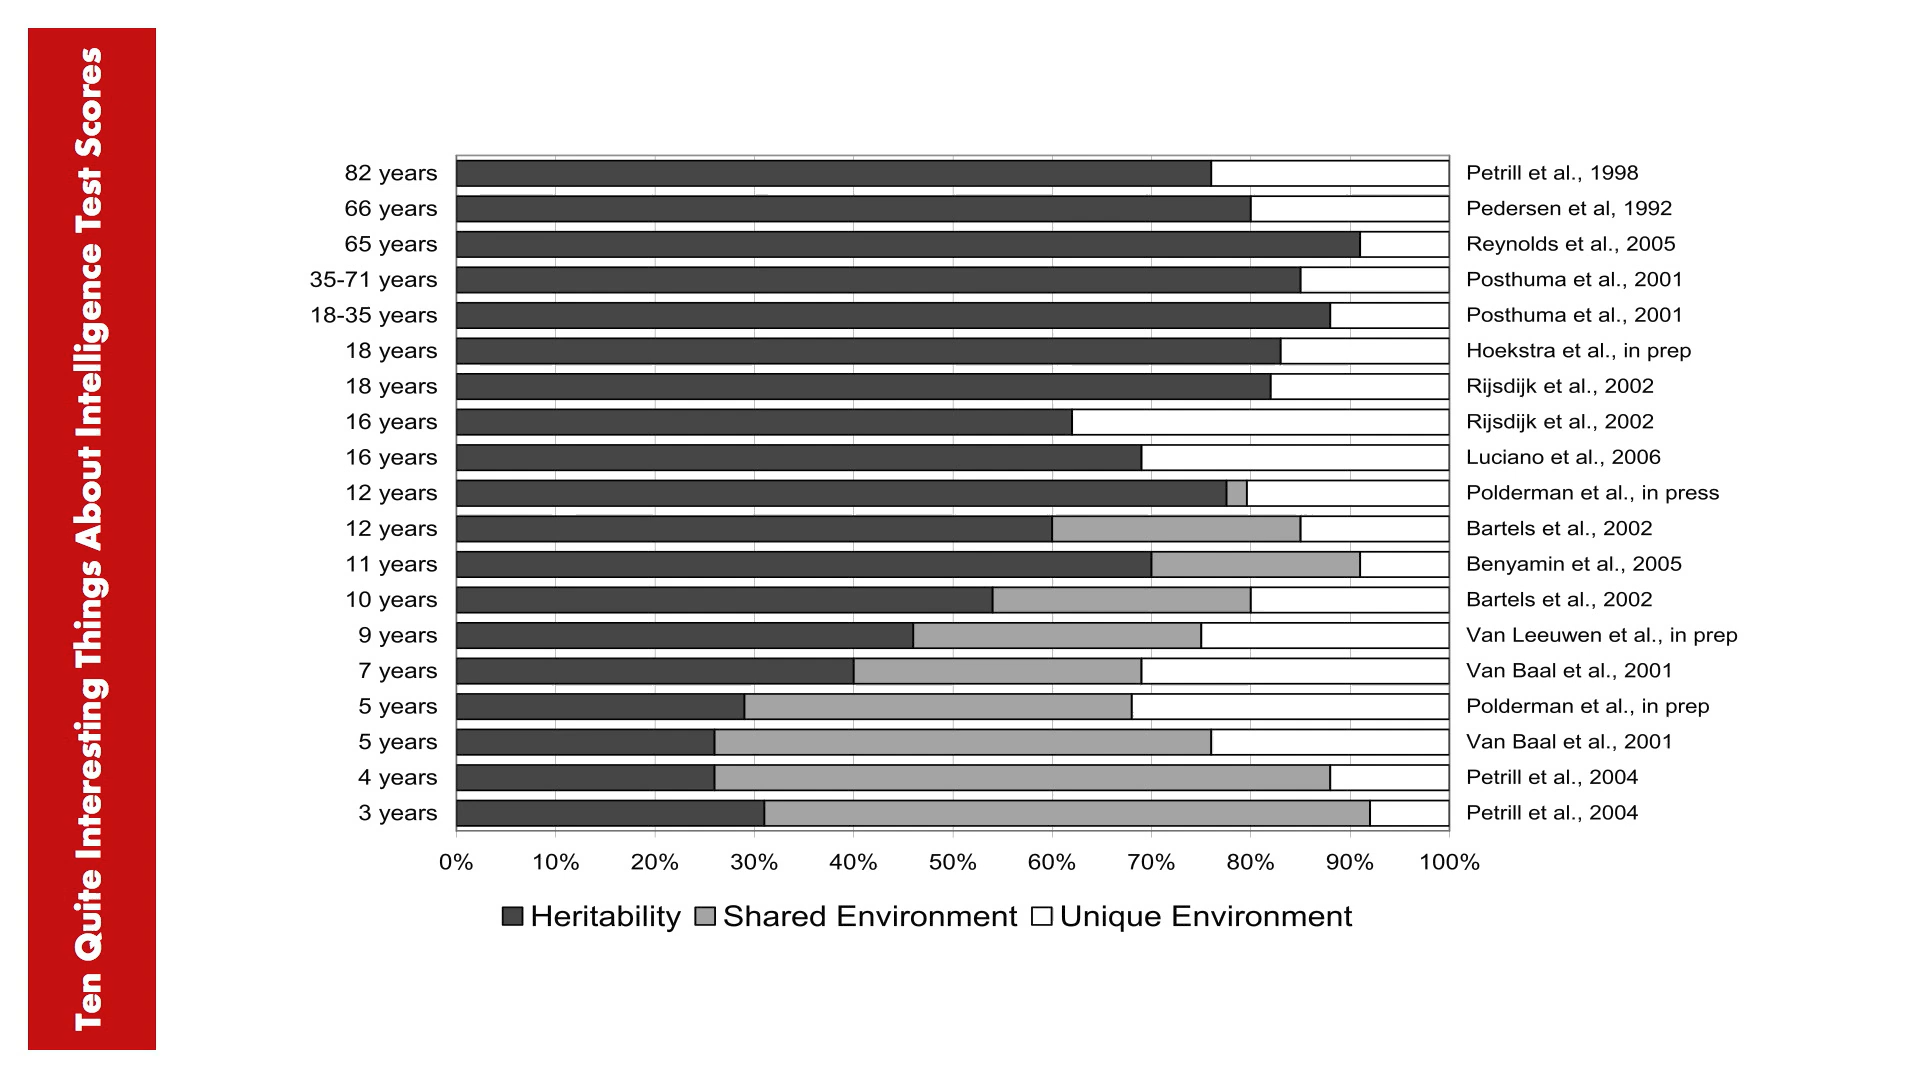 Ten Quite Interesting Things About Intelligence Test Scores
82 years Petrill et al., 1998
66 years Pedersen et al, 1992
65 years Reynolds et al., 2005
35-71 years Posthuma et al., 2001
18-35 years Posthuma et al., 2001
18 years Hoekstra et al., in prep
18 years Rijsdijk et al., 2002
16 years Rijsdijk et al., 2002
16 years Luciano et al., 2006
12 years Polderman et al., in press
12 years Bartels et al., 2002
11 years Benyamin et al., 2005
10 years Bartels et al., 2002
9 years Van Leeuwen et al., in prep
7 years Van Baal et al., 2001
5 years Polderman et al., in prep
5 years Van Baal et al., 2001
4 years Petrill et al., 2004
3 years Petrill et al., 2004
0% 10% 20% 30% 40% 50% 60% 70% 80% 90% 100%
Heritability Shared Environment Unique Environment